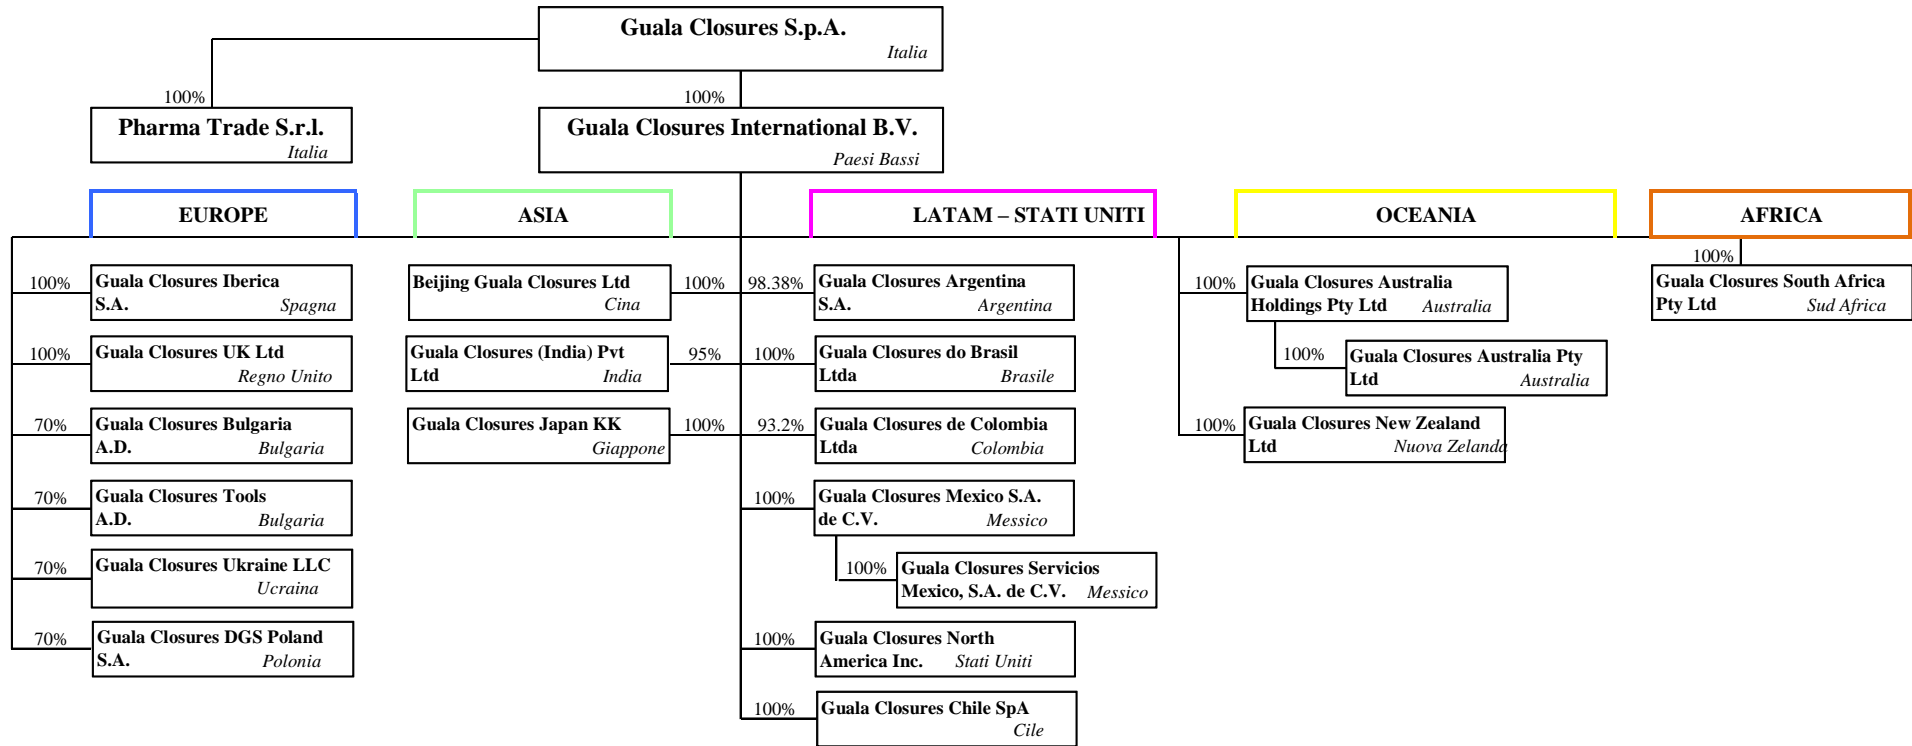 Guala Closures S.p.A.
Italia
100%
100%
Pharma Trade S.r.l.
Italia
Guala Closures International B.V.
Paesi Bassi
EUROPE
ASIA
LATAM – STATI UNITI
OCEANIA
AFRICA
100%
Guala Closures Iberica
S.A.
Spagna
100%
Guala Closures UK Ltd
Regno Unito
70%
Guala Closures Bulgaria
A.D.
Bulgaria
70%
Guala Closures Tools
A.D.
Bulgaria
70%
Guala Closures Ukraine LLC
Ucraina
70%
Guala Closures DGS Poland
S.A.
Polonia
Beijing Guala Closures Ltd
Cina
100%
Guala Closures (India) Pvt
Ltd
India
95%
Guala Closures Japan KK
Giappone
100%
98.38%
Guala Closures Argentina
S.A.
Argentina
100%
Guala Closures do Brasil
Ltda
Brasile
93.2%
Guala Closures de Colombia
Ltda
Colombia
100%
Guala Closures Mexico S.A.
de C.V.
Messico
100%
Guala Closures Servicios
Mexico, S.A. de C.V.
Messico
100%
Guala Closures North
America Inc.
Stati Uniti
100%
Guala Closures Chile SpA
Cile
100%
Guala Closures Australia
Holdings Pty Ltd
Australia
100%
Guala Closures Australia Pty
Ltd
Australia
100%
Guala Closures New Zealand
Ltd
Nuova Zelanda
100%
Guala Closures South Africa
Pty Ltd
Sud Africa